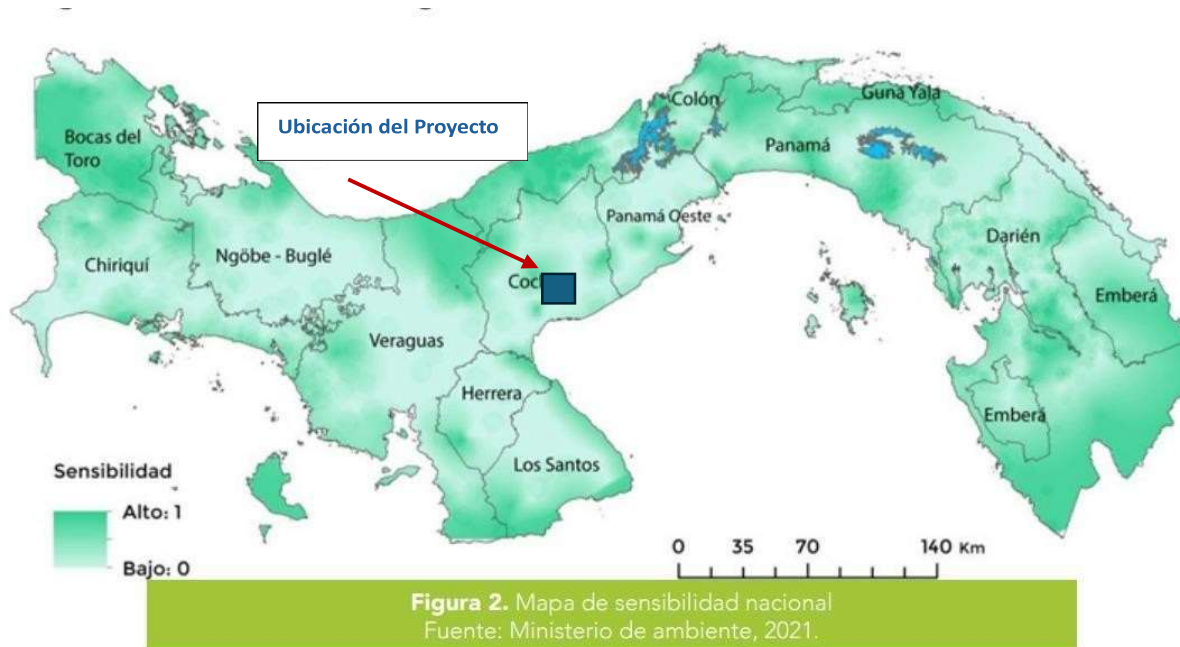 Ubicación del Proyecto
Colón
Guna Yala
Bocas del
Toro
Panamá
Panamá Oeste
Ngöbe - Buglé
Darién
Chiriquí
Coc
Emberá
Veraguas
Herrera
Emberá
Los Santos
Sensibilidad
Alto: 1
Bajo: 0
0 35 70 140 Km
Figura 2. Mapa de sensibilidad nacional
Fuente: Ministerio de ambiente, 2021.